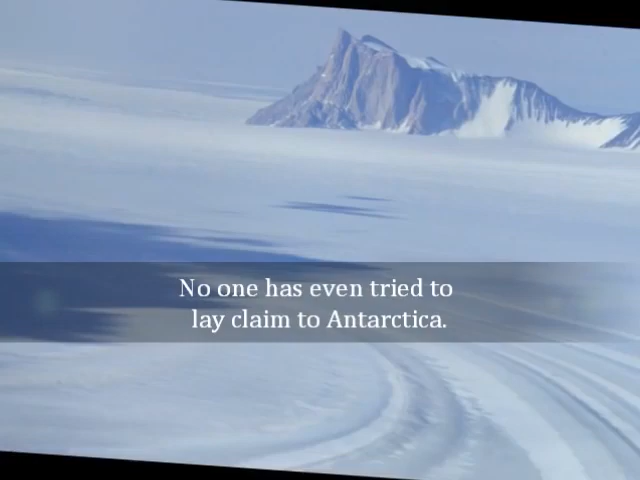 No one has even tried to
lay claim to Antarctica.